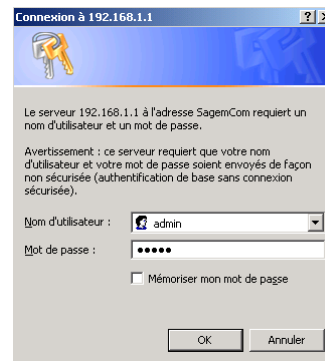 Connexion à 192.168.1.1
Le serveur 192.168.1.1 à l'adresse SagemCom requiert un
nom d'utilisateur et un mot de passe.
Avertissement : ce serveur requiert que votre nom
d'utilisateur et votre mot de passe soient envoyés de façon
non sécurisée (authentification de base sans connexion
sécurisée).
Nom d'utilisateur :
admin
Mot de passe :
•••••
Mémoriser mon mot de passe
OK
Annuler